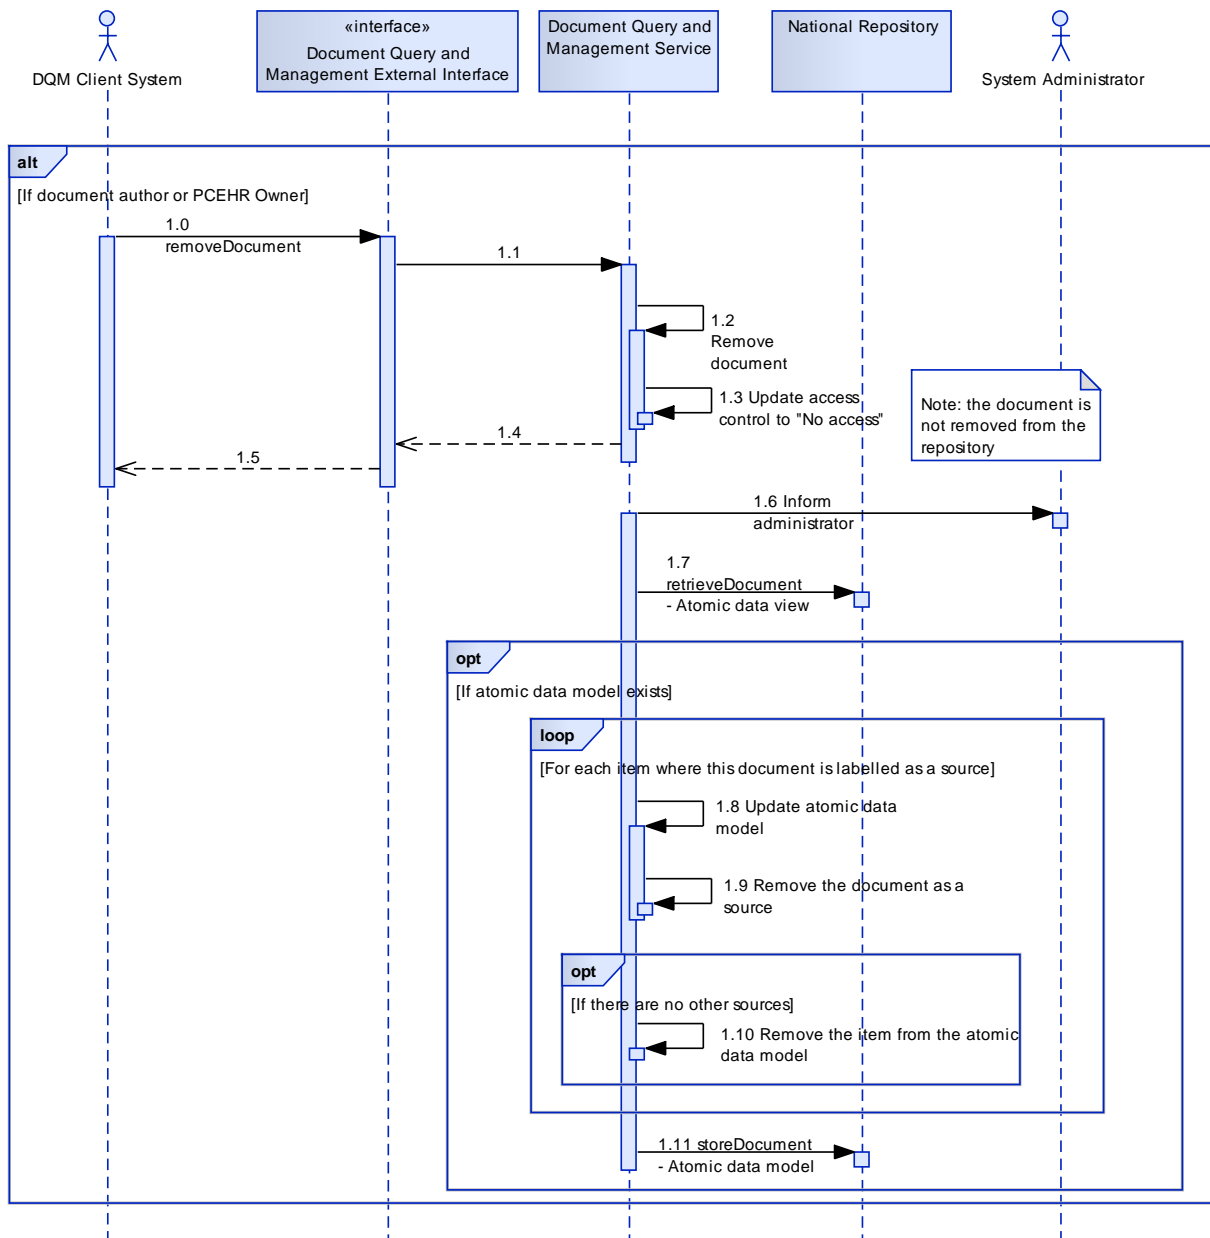 DQM Client System
«interface»
Document Query and
Management External Interface
Document Query and
Management Service
National Repository
System Administrator
alt
[If document author or PCEHR Owner]
1.0
removeDocument
1.1
1.2
Remove
document
1.3 Update access
control to "No access"
Note: the document is
not removed from the
repository
1.4
1.5
1.6 Inform
administrator
1.7
retrieveDocument
- Atomic data view
opt
[If atomic data model exists]
loop
[For each item where this document is labelled as a source]
1.8 Update atomic data
model
1.9 Remove the document as a
source
opt
[If there are no other sources]
1.10 Remove the item from the atomic
data model
1.11 storeDocument
- Atomic data model